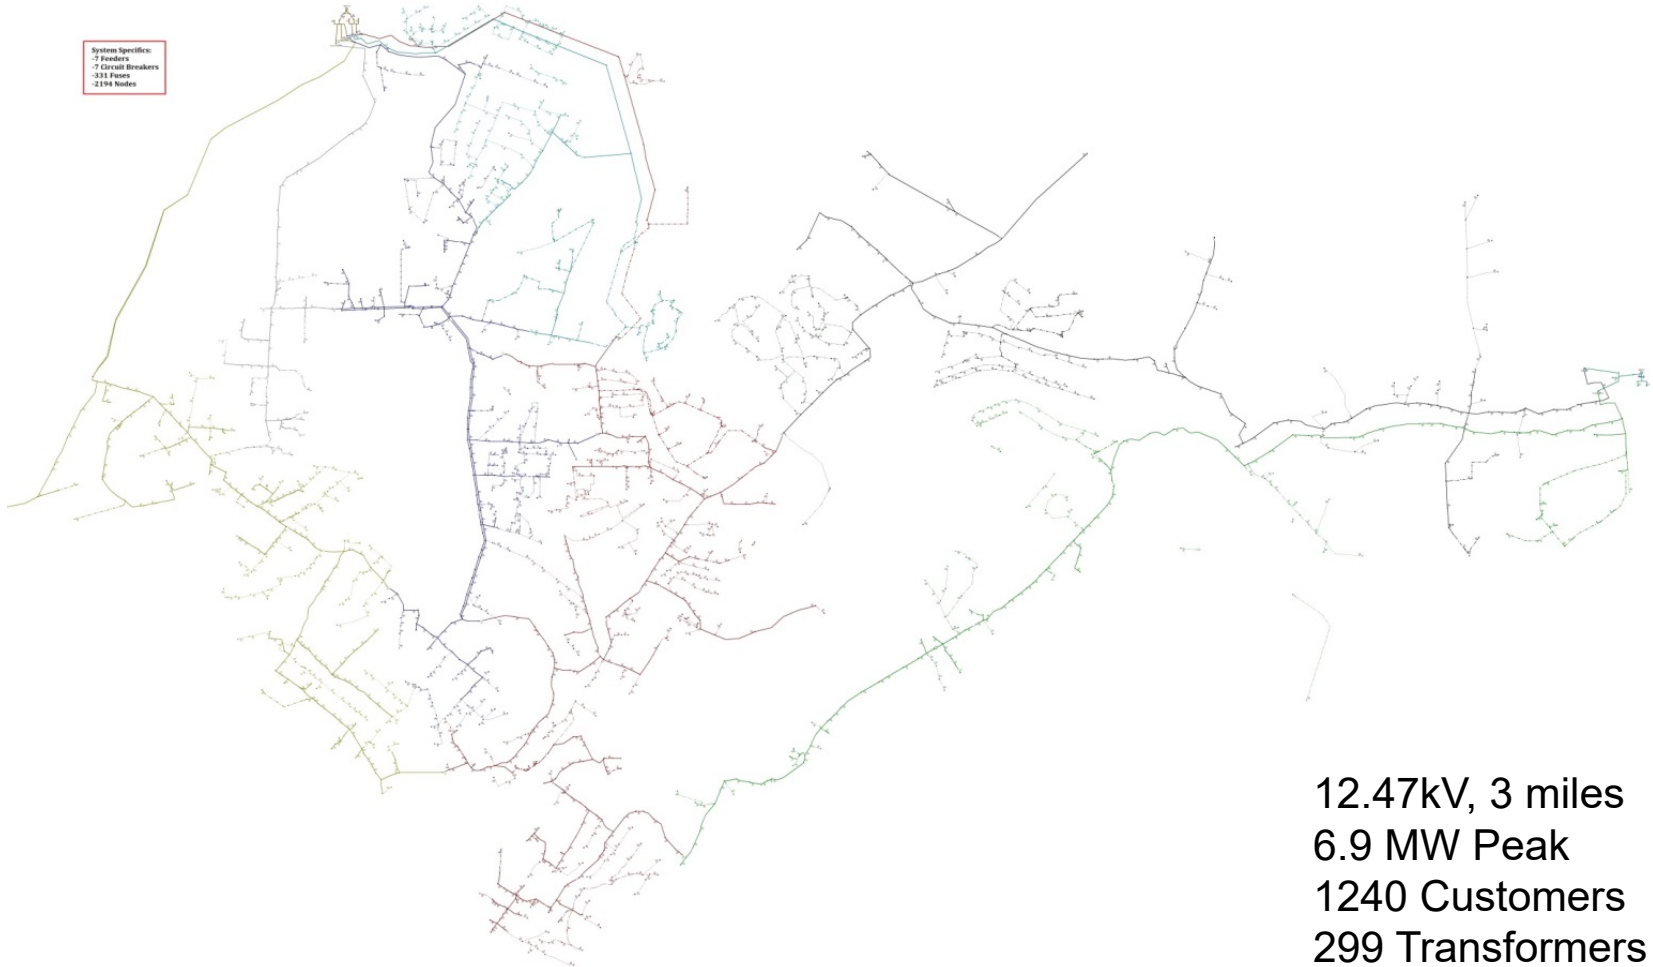 System Specifics:
-7 Feeders
-7 Circuit Breakers
-331 Fuses
-2194 Nodes
12.47kV, 3 miles
6.9 MW Peak
1240 Customers
299 Transformers